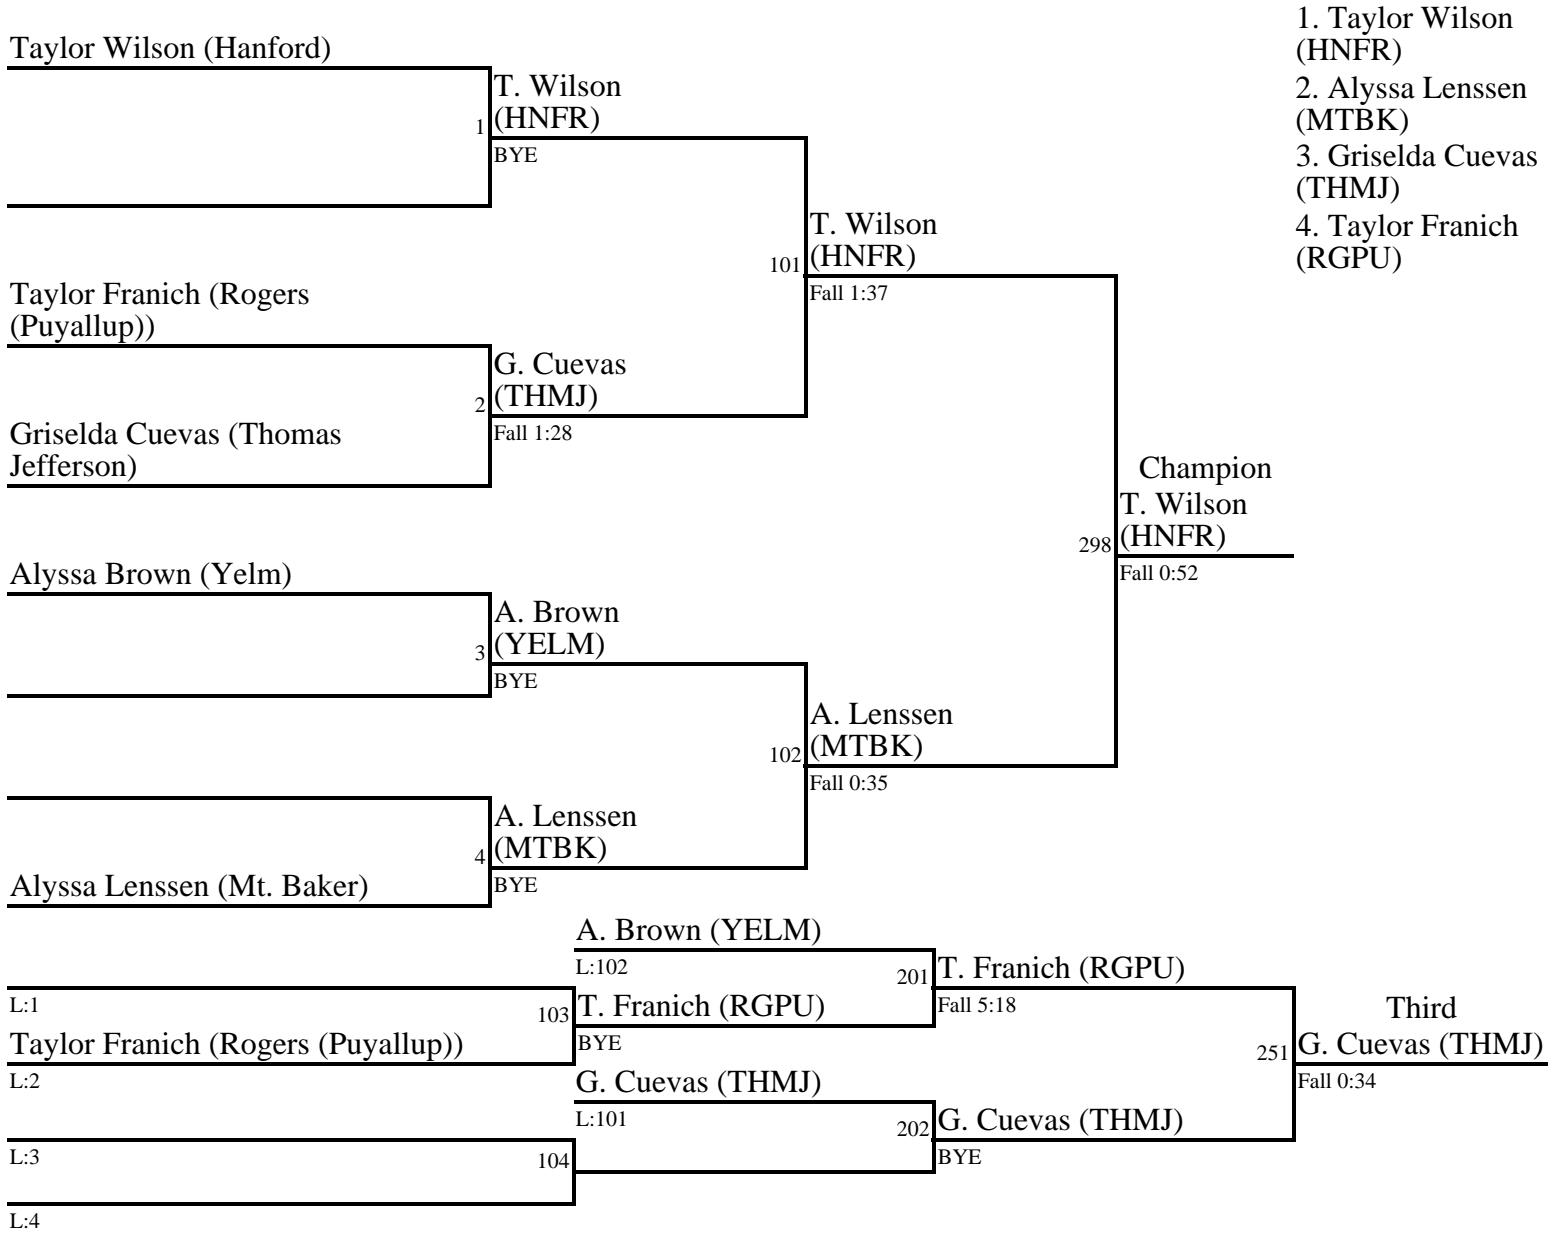 Taylor Wilson (Hanford)
T. Wilson
(HNFR)
1
BYE
T. Wilson
(HNFR)
101
Fall 1:37
Taylor Franich (Rogers
(Puyallup))
G. Cuevas
(THMJ)
2
Fall 1:28
Griselda Cuevas (Thomas
Jefferson)
Champion
T. Wilson
(HNFR)
298
Fall 0:52
Alyssa Brown (Yelm)
A. Brown
(YELM)
3
BYE
A. Lenssen
(MTBK)
102
Fall 0:35
A. Lenssen
(MTBK)
4
BYE
Alyssa Lenssen (Mt. Baker)
1. Taylor Wilson
(HNFR)
2. Alyssa Lenssen
(MTBK)
3. Griselda Cuevas
(THMJ)
4. Taylor Franich
(RGPU)
A. Brown (YELM)
L:102
201
T. Franich (RGPU)
Fall 5:18
L:1
103
T. Franich (RGPU)
BYE
Taylor Franich (Rogers (Puyallup))
L:2
G. Cuevas (THMJ)
L:101
202
G. Cuevas (THMJ)
BYE
L:3
104
L:4
Third
251
G. Cuevas (THMJ)
Fall 0:34